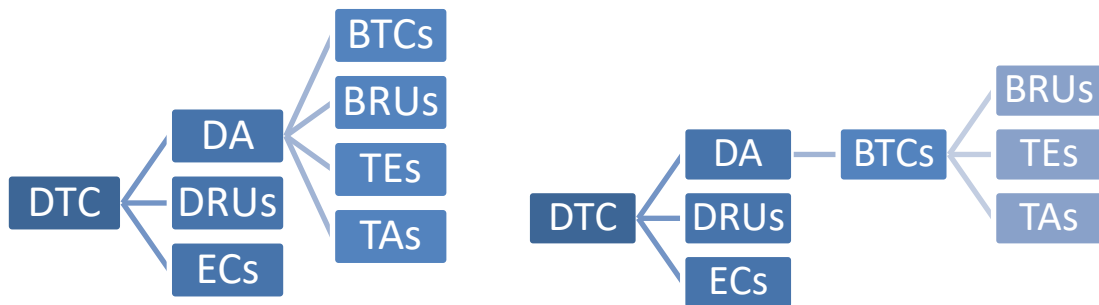 DTC
DA
DRUs
ECs
BTCs
BRUs
TEs
TAs
DTC
DA
DRUs
ECs
BTCs
BRUs
TEs
TAs